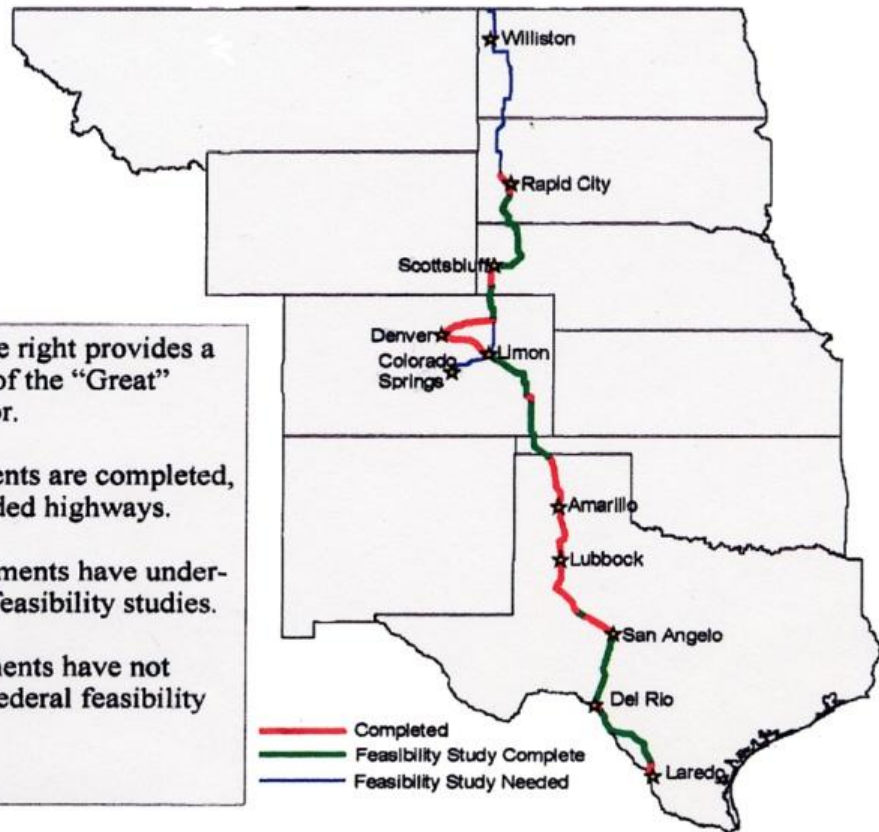 Williston
Rapid City
Scottsbluff
Denver
Limon
Colorado
Springs
Amarillo
Lubbock
San Angelo
Del Rio
Laredo
e right provides a
of the “Great”
or.
ents are completed,
ded highways.
ments have under-
feasibility studies.
ments have not
ederal feasibility
Completed
Feasibility Study Complete
Feasibility Study Needed